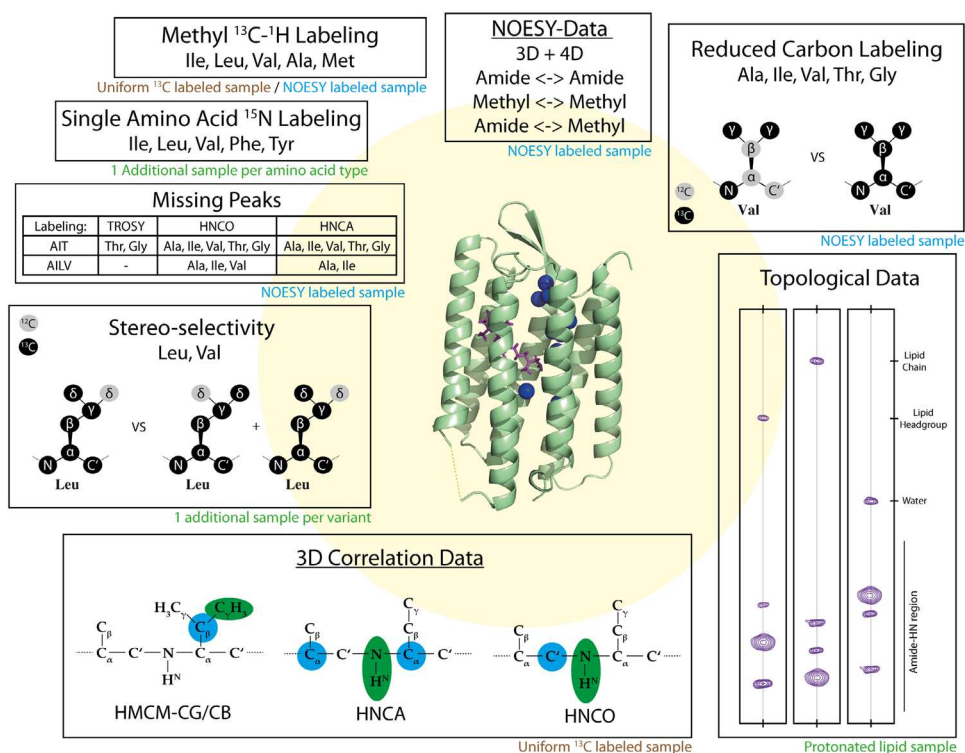 Methyl ¹³C-¹H Labeling
Ile, Leu, Val, Ala, Met
Uniform ¹³C labeled sample / NOESY labeled sample
Single Amino Acid ¹⁵N Labeling
Ile, Leu, Val, Phe, Tyr
1 Additional sample per amino acid type
Missing Peaks
Labeling: TROSY HNCO HNCA
AIT Thr, Gly Ala, Ile, Val, Thr, Gly Ala, Ile, Val, Thr, Gly
AILV - Ala, Ile, Val Ala, Ile
NOESY labeled sample
¹²C
¹³C
Stereo-selectivity
Leu, Val
δ δ δ δ δ δ
γ γ γ
β VS β + β
α α α
N C' N C' N C'
Leu Leu Leu
1 additional sample per variant
NOESY-Data
3D + 4D
Amide <-> Amide
Methyl <-> Methyl
Amide <-> Methyl
NOESY labeled sample
Reduced Carbon Labeling
Ala, Ile, Val, Thr, Gly
γ γ γ γ
β VS β
α α
¹²C
¹³C
N C' N C'
Val Val
NOESY labeled sample
Topological Data
Lipid
Chain
Lipid
Headgroup
Water
Amide-HN region
Protonated lipid sample
3D Correlation Data
H₃C γ CγH₃
Cβ Cβ
Cα C' N Cα C'
Hᴺ
HMCM-CG/CB
Cγ
Cβ Cβ
Cα C' N Cα C'
Hᴺ
HNCA
Cγ
Cβ Cβ
Cα C' N Cα C'
Hᴺ
HNCO
Uniform ¹³C labeled sample